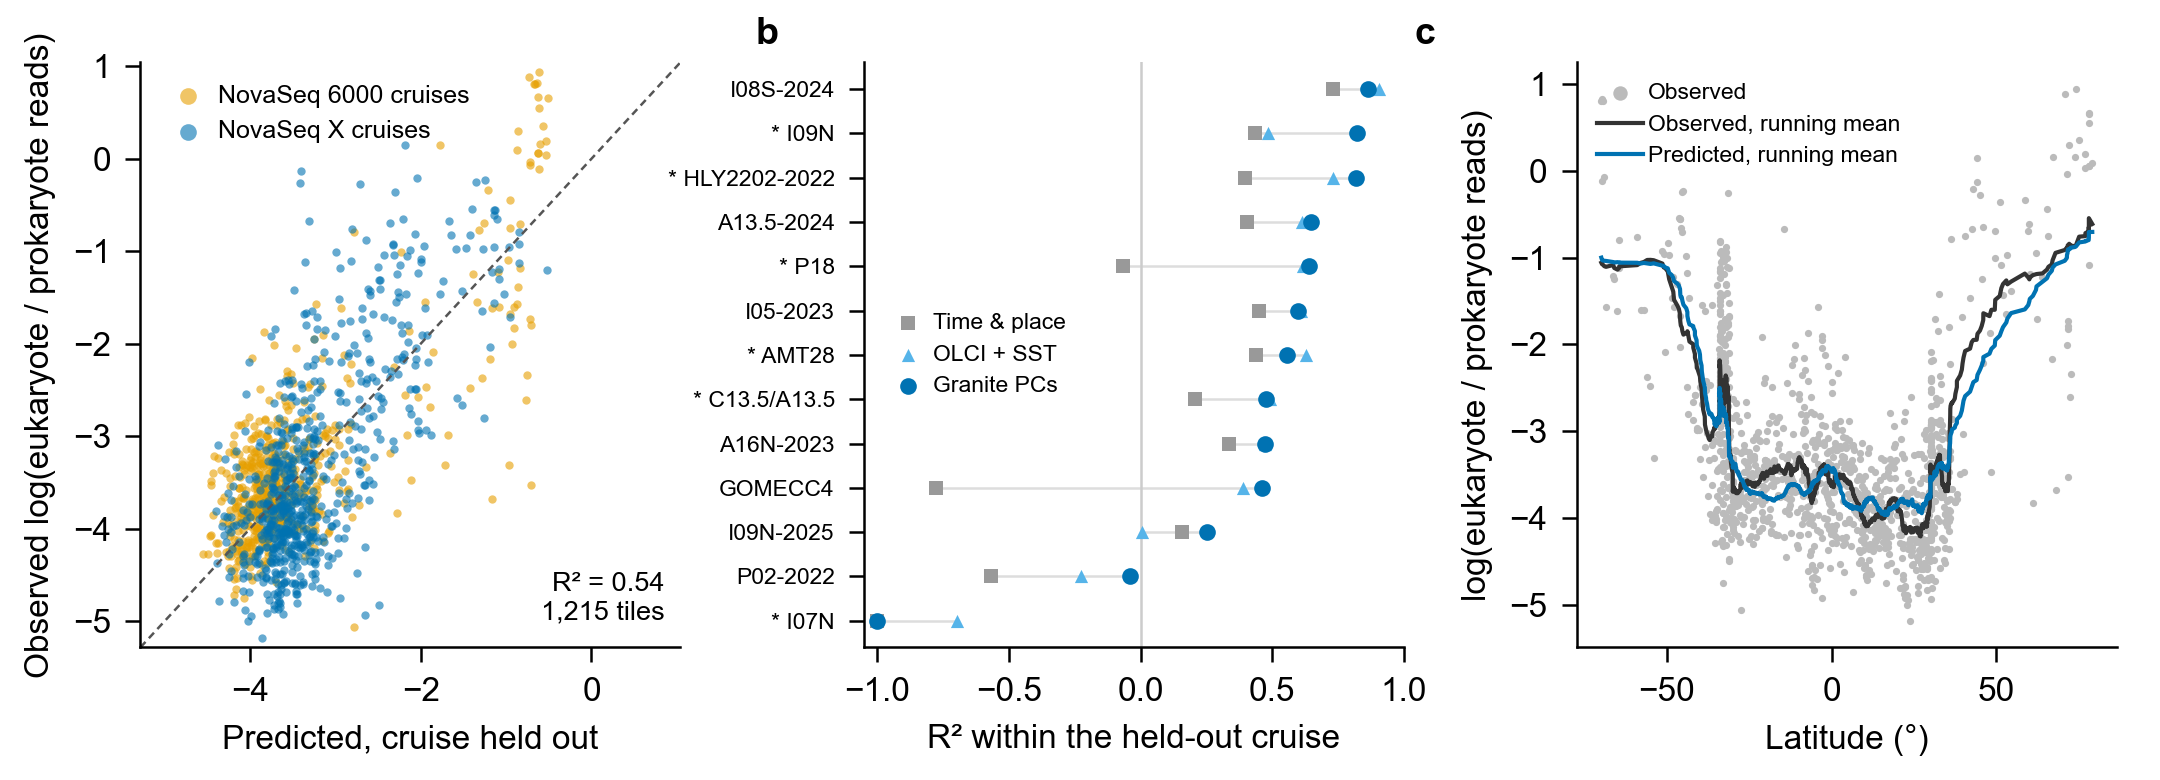 b
c
Observed log(eukaryote / prokaryote reads)
1
0
−1
−2
−3
−4
−5
NovaSeq 6000 cruises
NovaSeq X cruises
R² = 0.54
1,215 tiles
−4
−2
0
Predicted, cruise held out
I08S-2024
* I09N
* HLY2202-2022
A13.5-2024
* P18
I05-2023
* AMT28
* C13.5/A13.5
A16N-2023
GOMECC4
I09N-2025
P02-2022
* I07N
Time & place
OLCI + SST
Granite PCs
−1.0
−0.5
0.0
0.5
1.0
R² within the held-out cruise
log(eukaryote / prokaryote reads)
1
0
−1
−2
−3
−4
−5
Observed
Observed, running mean
Predicted, running mean
−50
0
50
Latitude (°)